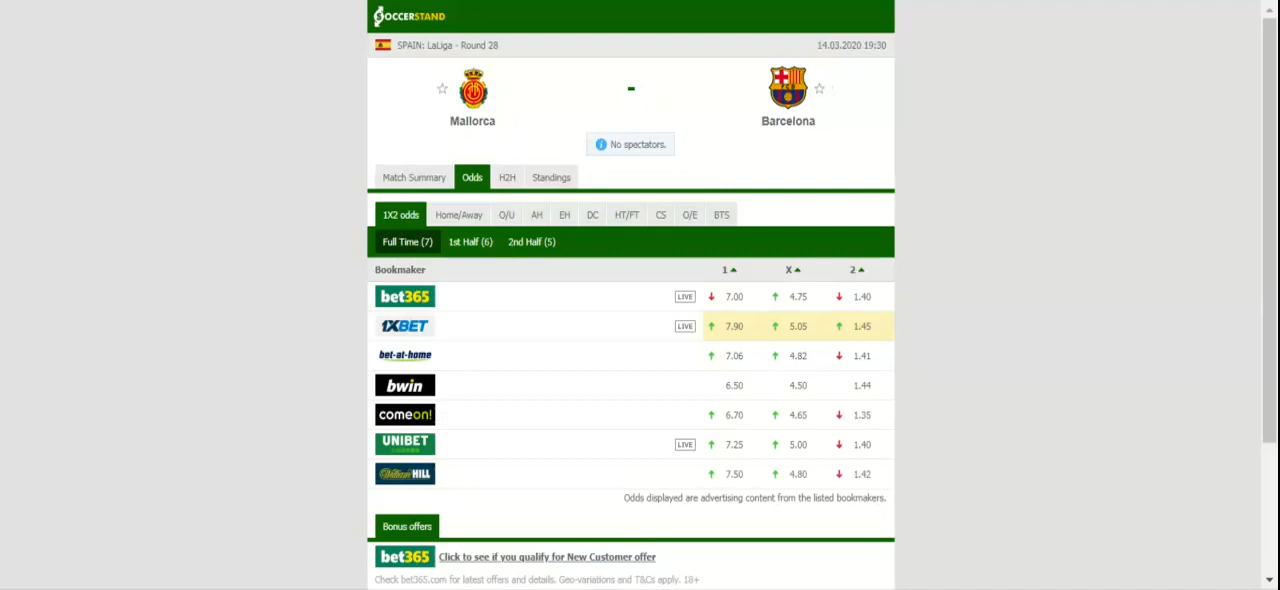 SOCCERSTAND
SPAIN: LaLiga - Round 28 14.03.2020 19:30
-
Mallorca Barcelona
No spectators.
Match Summary Odds H2H Standings
1X2 odds Home/Away O/U AH EH DC HT/FT CS O/E BTS
Full Time (7) 1st Half (6) 2nd Half (5)
Bookmaker 1 X 2
bet365 LIVE 7.00 4.75 1.40
1XBET LIVE 7.90 5.05 1.45
bet-at-home 7.06 4.82 1.41
bwin 6.50 4.50 1.44
comeon! 6.70 4.65 1.35
UNIBET LIVE 7.25 5.00 1.40
William HILL 7.50 4.80 1.42
Odds displayed are advertising content from the listed bookmakers.
Bonus offers
bet365 Click to see if you qualify for New Customer offer
Check bet365.com for latest offers and details. Geo-variations and T&Cs apply. 18+